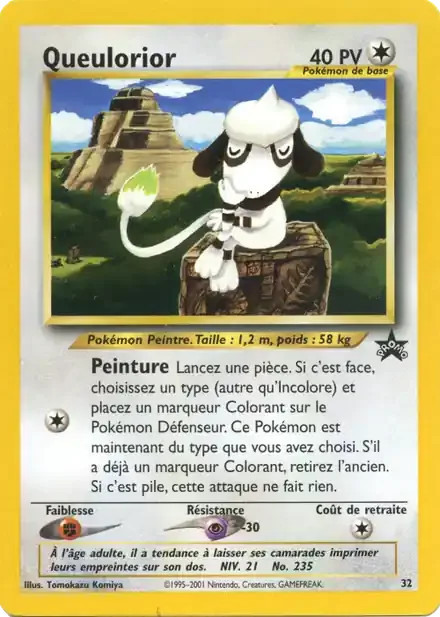 Queulorior
40 PV
Pokémon de base
Pokémon Peintre. Taille : 1,2 m, poids : 58 kg
PROMO
Peinture Lancez une pièce. Si c'est face,
choisissez un type (autre qu'Incolore) et
placez un marqueur Colorant sur le
Pokémon Défenseur. Ce Pokémon est
maintenant du type que vous avez choisi. S'il
a déjà un marqueur Colorant, retirez l'ancien.
Si c'est pile, cette attaque ne fait rien.
Faiblesse
Résistance
Coût de retraite
-30
À l'âge adulte, il a tendance à laisser ses camarades imprimer
leurs empreintes sur son dos. NIV. 21 No. 235
Illus. Tomokazu Komiya
©1995-2001 Nintendo, Creatures, GAMEFREAK.
32